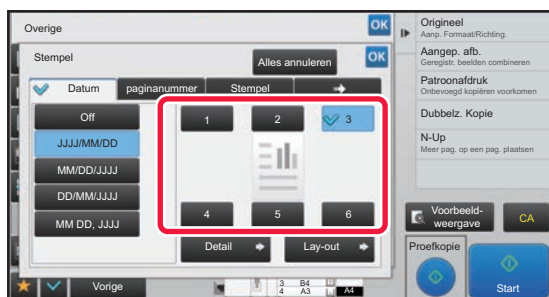 Overige
OK
Stempel
Alles annuleren
OK
Datum
paginanummer
Stempel
Off
JJJJ/MM/DD
MM/DD/JJJJ
DD/MM/JJJJ
MM DD, JJJJ
1
2
3
4
5
6
Detail
Lay-out
Vorige
3 B4
4 A3
A4
Origineel
Aanp. Formaat/Richting.
Aangep. afb.
Geregistr. beelden combineren
Patroonafdruk
Onbevoegd kopiëren voorkomen
Dubbelz. Kopie
N-Up
Meer pag. op een pag. plaatsen
Voorbeeld-
weergave
CA
Proefkopie
Start